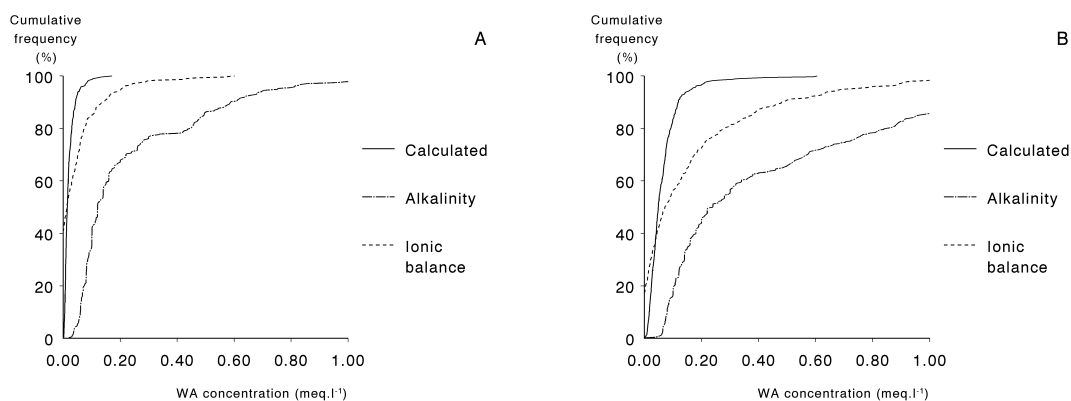 Cumulative
frequency
(%)
A
100
80
60
40
20
0
0.00 0.20 0.40 0.60 0.80 1.00
WA concentration (meq.l⁻¹)
Calculated
Alkalinity
Ionic
balance
Cumulative
frequency
(%)
B
100
80
60
40
20
0
0.00 0.20 0.40 0.60 0.80 1.00
WA concentration (meq.l⁻¹)
Calculated
Alkalinity
Ionic
balance